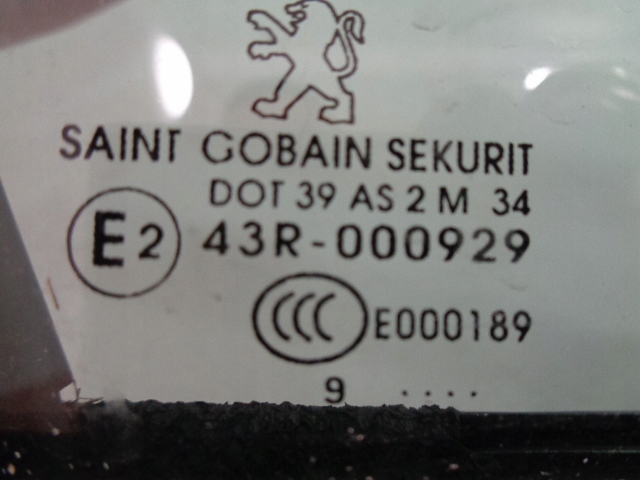 SAINT GOBAIN SEKURIT
DOT 39 AS 2 M 34
E2 43R-000929
CCC E000189
9 ....